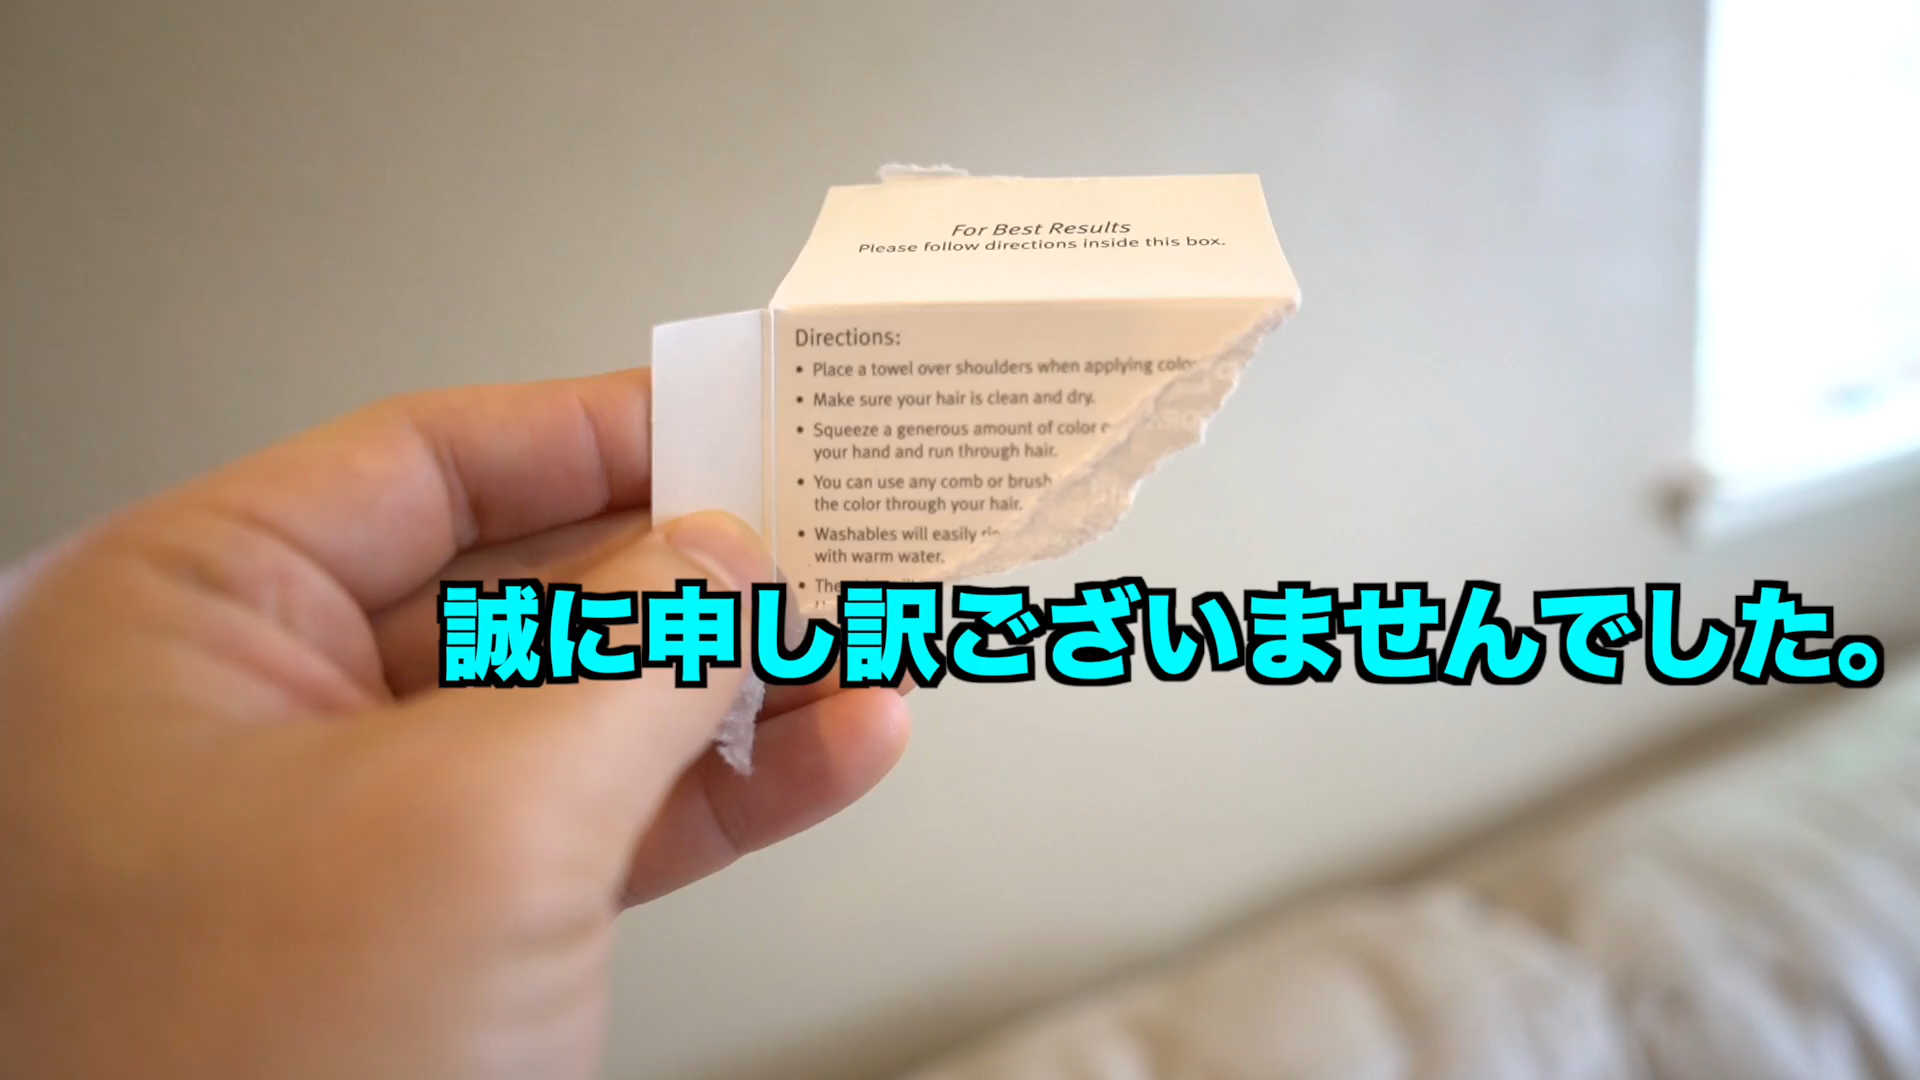 For Best Results
Please follow directions inside this box.
Directions:
• Place a towel over shoulders when applying
• Make sure your hair is clean and dry.
• Squeeze a generous amount of color
your hand and run through hair.
• You can use any comb or brush
the color through your hair.
• Washables will easily
with warm water.
•
誠に申し訳ございませんでした。